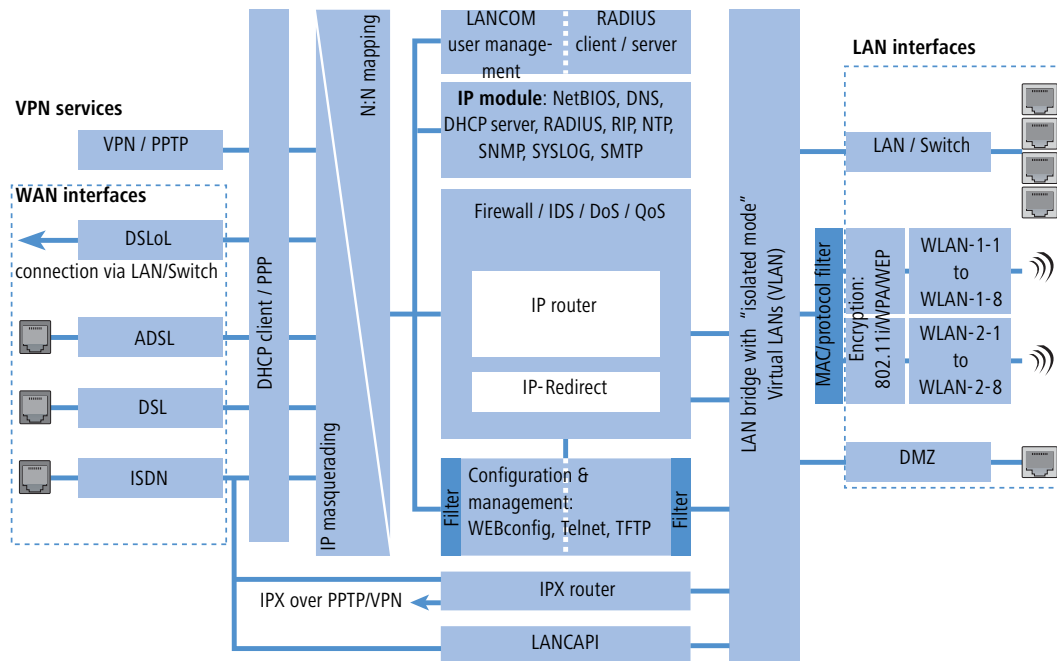 LANCOM
user manage-
ment
RADIUS
client / server
IP module: NetBIOS, DNS,
DHCP server, RADIUS, RIP, NTP,
SNMP, SYSLOG, SMTP
VPN services
VPN / PPTP
WAN interfaces
DSLoL
connection via LAN/Switch
ADSL
DSL
ISDN
DHCP client / PPP
N:N mapping
IP masquerading
Firewall / IDS / DoS / QoS
IP router
IP-Redirect
Filter
Configuration &
management:
WEBconfig, Telnet, TFTP
Filter
IPX over PPTP/VPN
IPX router
LANCAPI
LAN bridge with “isolated mode”
Virtual LANs (VLAN)
LAN interfaces
LAN / Switch
MAC/protocol filter
Encryption:
802.11i/WPA/WEP
WLAN-1-1
to
WLAN-1-8
WLAN-2-1
to
WLAN-2-8
DMZ